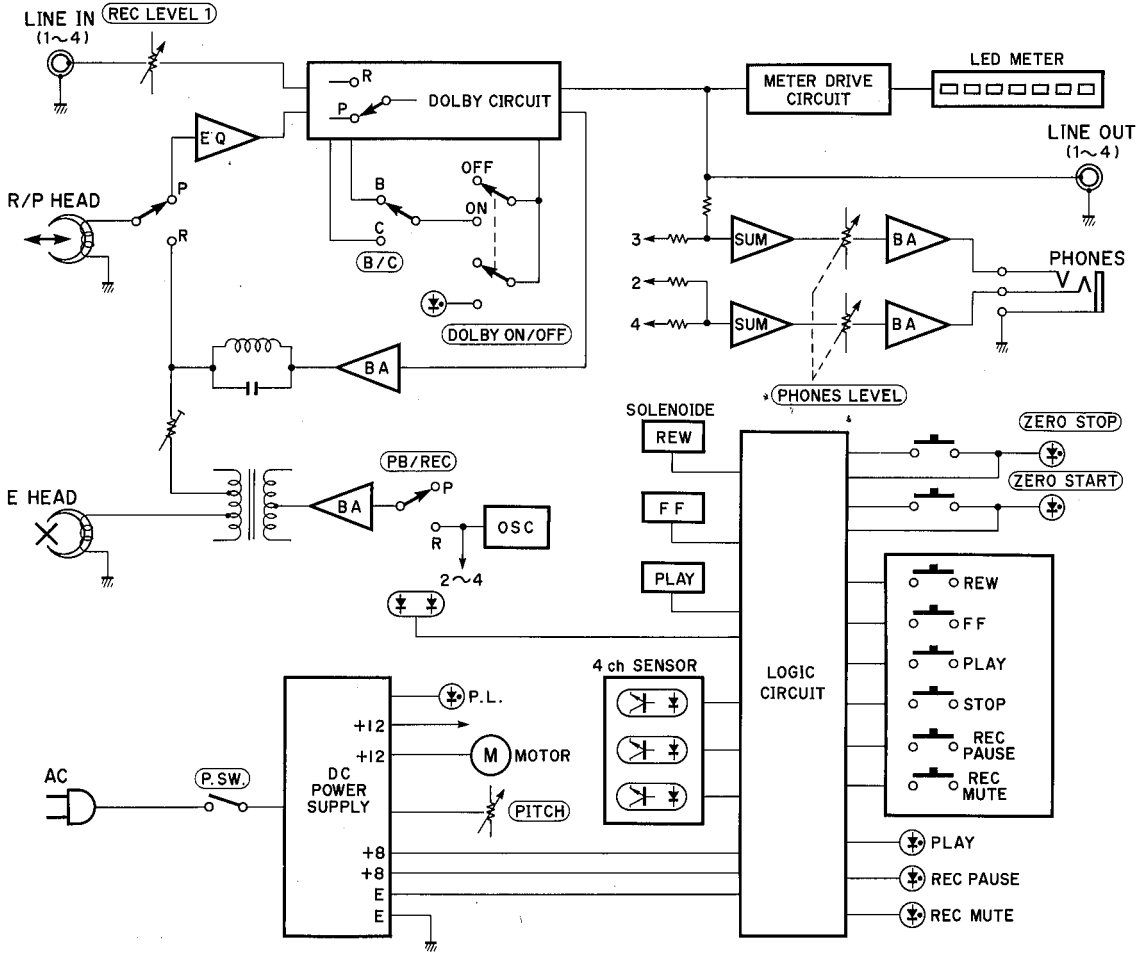 LINE IN
(1~4)
REC LEVEL 1
R
P
DOLBY CIRCUIT
METER DRIVE
CIRCUIT
LED METER
LINE OUT
(1~4)
EQ
R/P HEAD
P
R
B
C
B/C
OFF
ON
DOLBY ON/OFF
3
2
4
SUM
BA
SUM
BA
PHONES
PHONES LEVEL
BA
SOLENOIDE
REW
FF
PLAY
ZERO STOP
ZERO START
E HEAD
PB/REC
BA
P
R
OSC
2~4
4 ch SENSOR
LOGIC
CIRCUIT
REW
FF
PLAY
STOP
REC
PAUSE
REC
MUTE
PLAY
REC PAUSE
REC MUTE
AC
P.SW.
DC
POWER
SUPPLY
P.L.
+12
+12
M
MOTOR
PITCH
+8
+8
E
E